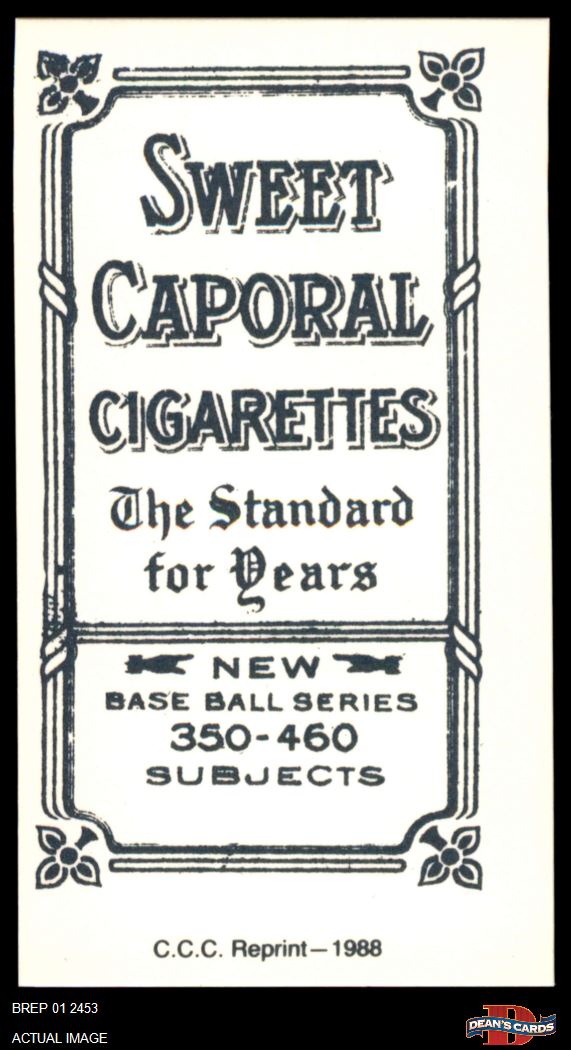 SWEET
CAPORAL
CIGARETTES
The Standard
for Years
NEW
BASE BALL SERIES
350-460
SUBJECTS
C.C.C. Reprint—1988
BREP 01 2453
ACTUAL IMAGE
D
DEAN'S CARDS